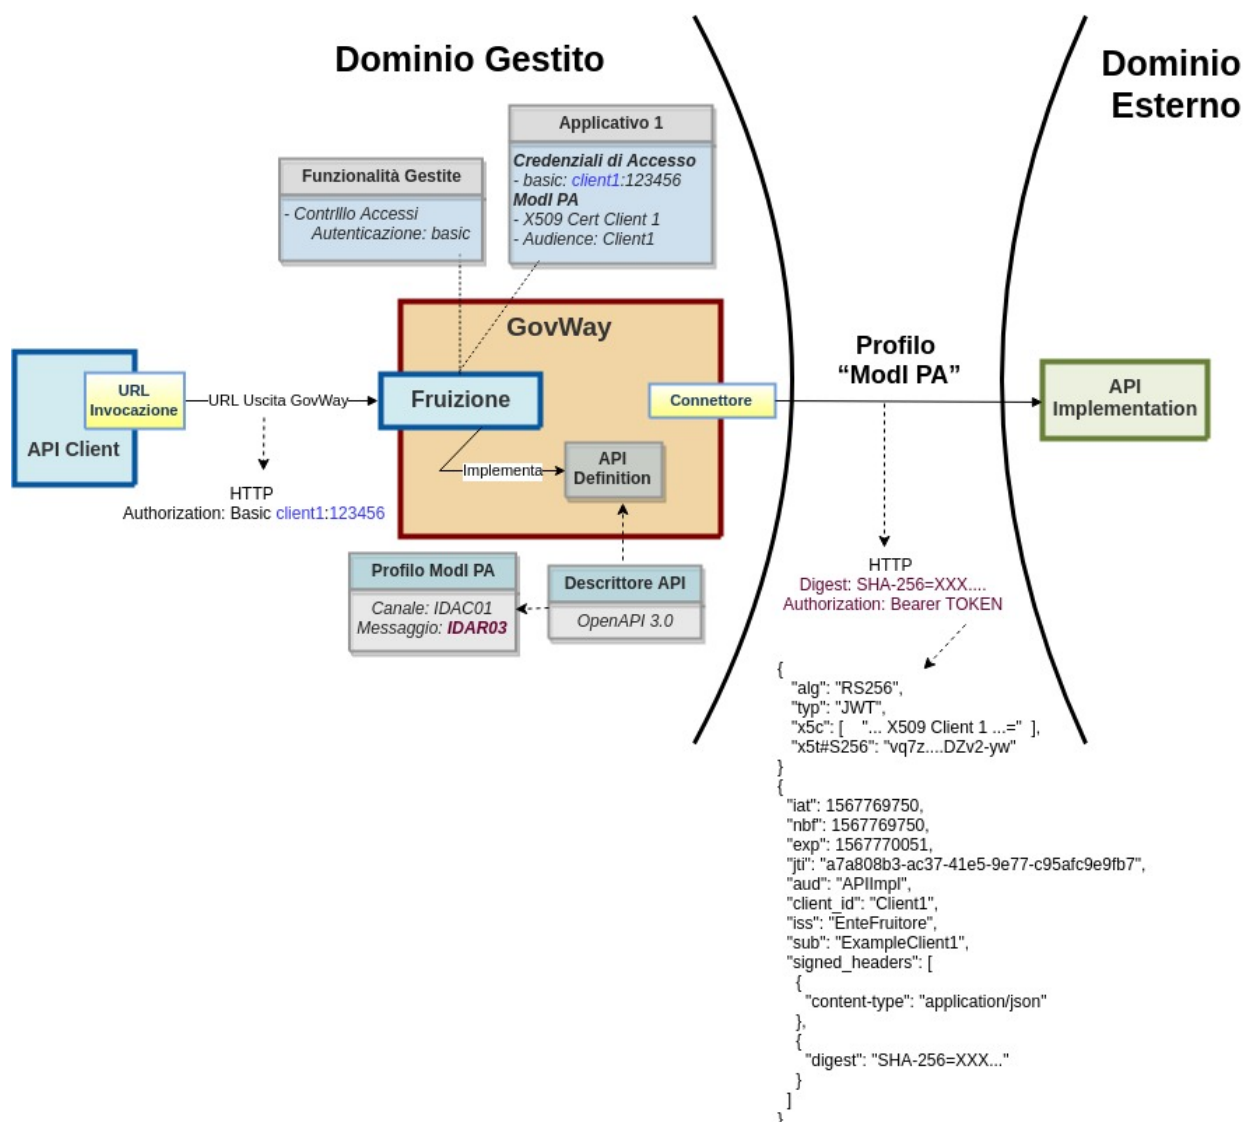 Dominio Gestito
Dominio
Esterno
Applicativo 1
Credenziali di Accesso
- basic: client1:123456
ModI PA
- X509 Cert Client 1
- Audience: Client1
Funzionalità Gestite
- Contrlllo Accessi
Autenticazione: basic
GovWay
Profilo
“ModI PA”
URL
Invocazione
API Client
URL Uscita GovWay
Fruizione
Connettore
API
Implementation
Implementa
API
Definition
HTTP
Authorization: Basic client1:123456
Profilo ModI PA
Canale: IDAC01
Messaggio: IDAR03
Descrittore API
OpenAPI 3.0
HTTP
Digest: SHA-256=XXX....
Authorization: Bearer TOKEN
{
"alg": "RS256",
"typ": "JWT",
"x5c": [ "... X509 Client 1 ...=" ],
"x5t#S256": "vq7z....DZv2-yw"
}
{
"iat": 1567769750,
"nbf": 1567769750,
"exp": 1567770051,
"jti": "a7a808b3-ac37-41e5-9e77-c95afc9e9fb7",
"aud": "APIImpl",
"client_id": "Client1",
"iss": "EnteFruitore",
"sub": "ExampleClient1",
"signed_headers": [
{
"content-type": "application/json"
},
{
"digest": "SHA-256=XXX..."
}
]
}